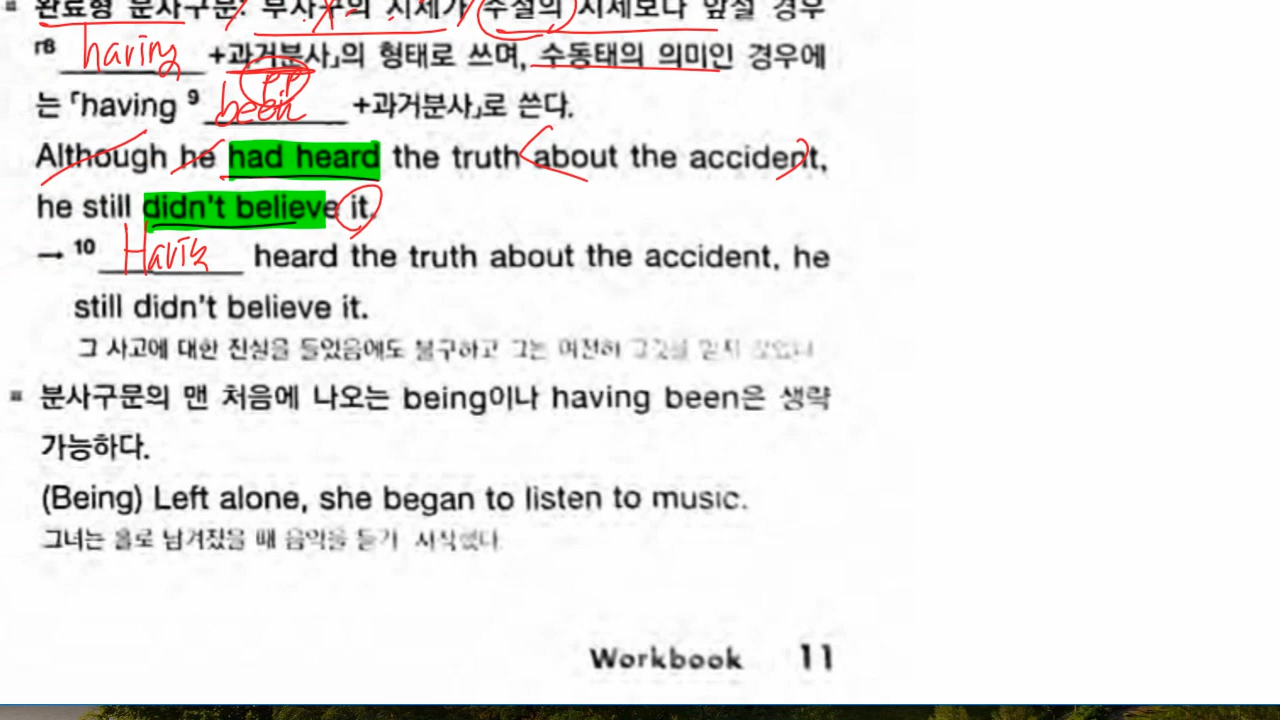 완료형 분사구문: 부사구의 시제가 주절의 시제보다 앞설 경우
「8 having +과거분사」의 형태로 쓰며, 수동태의 의미인 경우에
pp
는 「having 9 been +과거분사」로 쓴다.
Although he had heard the truth about the accident,
he still didn't believe it.
→ 10 Having heard the truth about the accident, he
still didn't believe it.
그 사고에 대한 진실을 들었음에도 불구하고 그는 여전히 그것을 믿지 않았다
분사구문의 맨 처음에 나오는 being이나 having been은 생략
가능하다.
(Being) Left alone, she began to listen to music.
그녀는 홀로 남겨졌을 때 음악을 듣기 시작했다
Workbook 11